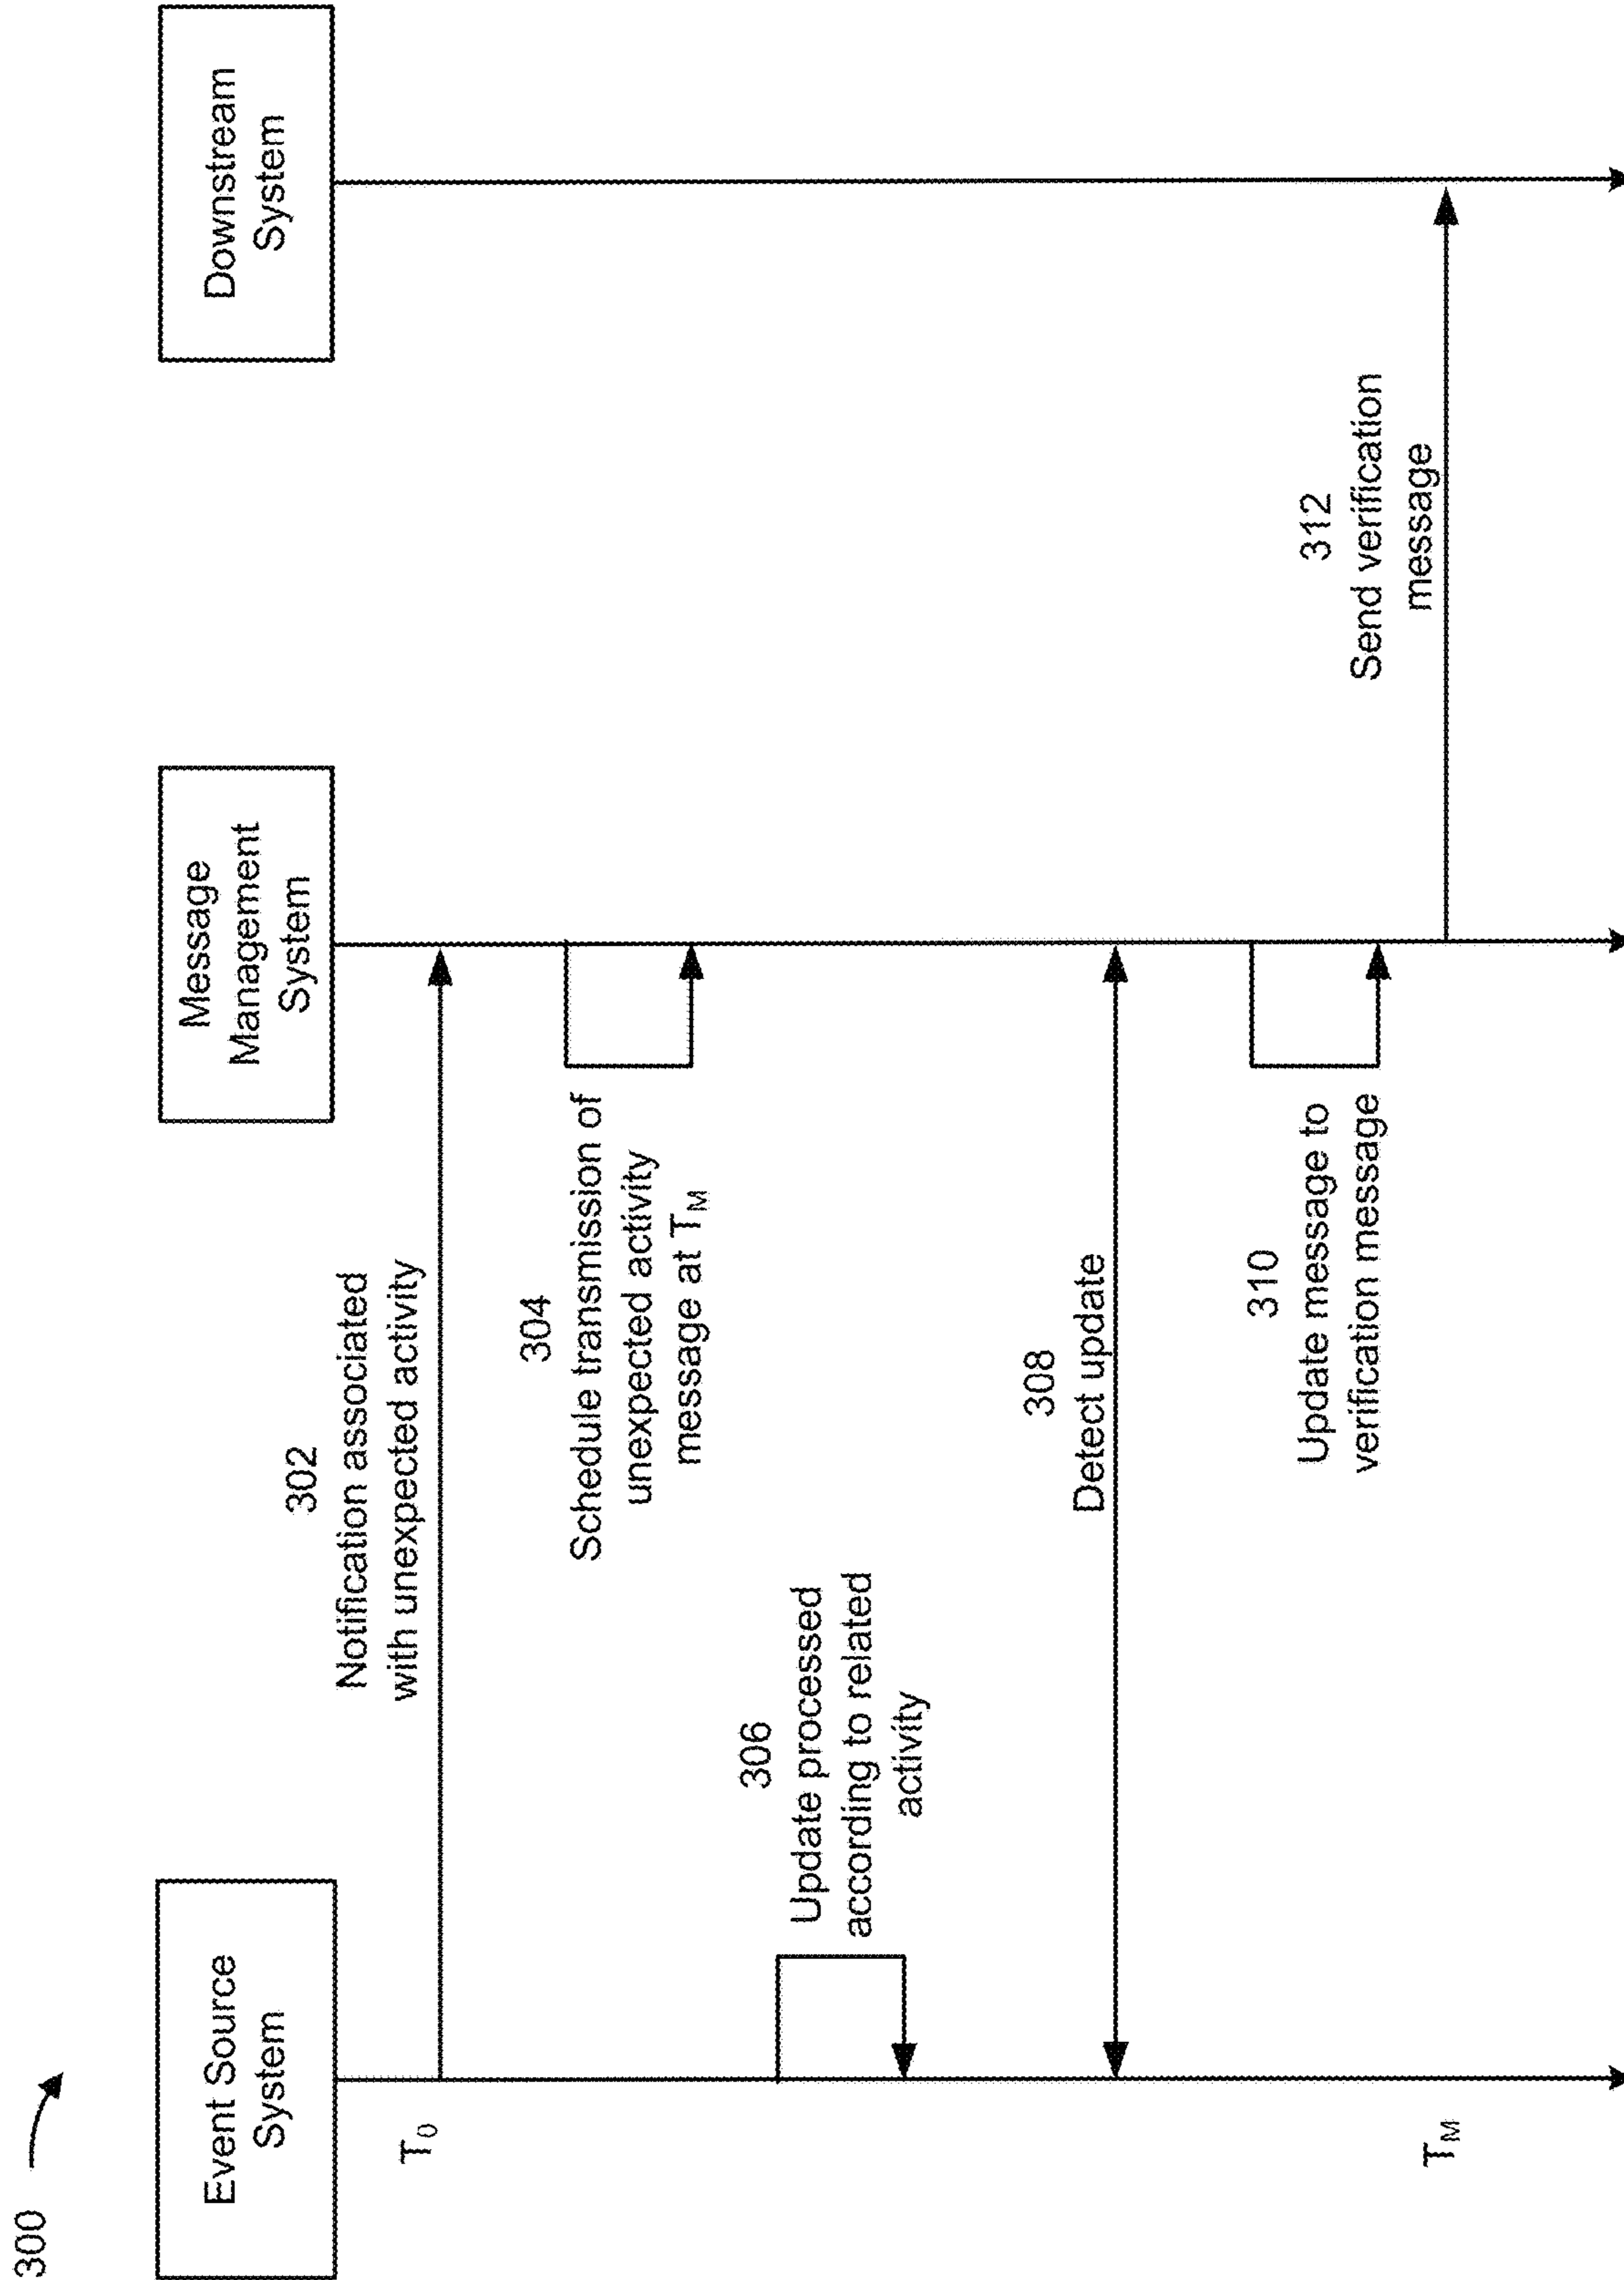 300
Event Source
System
Message
Management
System
Downstream
System
T0
302
Notification associated
with unexpected activity
304
Schedule transmission of
unexpected activity
message at TM
306
Update processed
according to related
activity
308
Detect update
310
Update message to
verification message
312
Send verification
message
TM